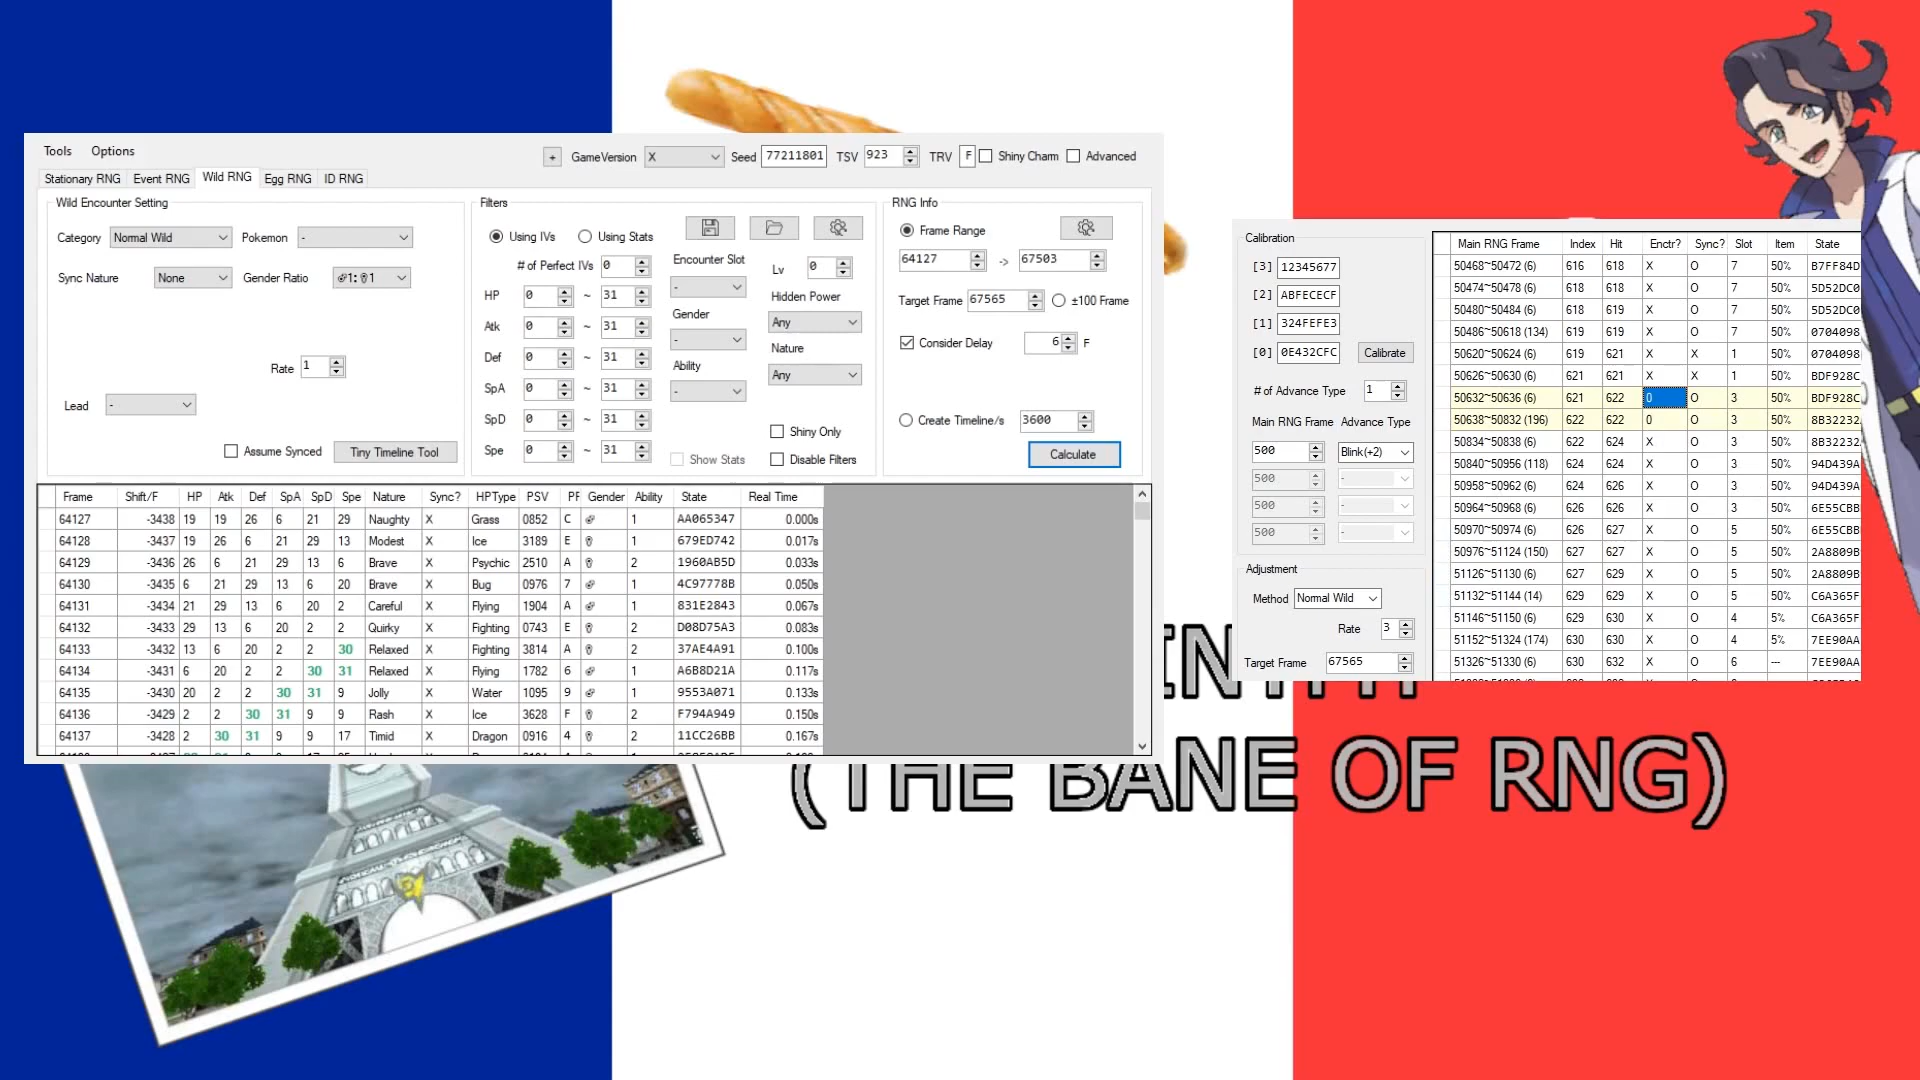 Tools Options
+ GameVersion X Seed 77211801 TSV 923 TRV F Shiny Charm Advanced
Stationary RNG Event RNG Wild RNG Egg RNG ID RNG
Wild Encounter Setting
Category Normal Wild Pokemon -
Sync Nature None Gender Ratio ♂1:♀1
Rate 1
Lead -
Assume Synced Tiny Timeline Tool
Filters
Using IVs Using Stats
# of Perfect IVs 0
HP 0 ~ 31
Atk 0 ~ 31
Def 0 ~ 31
SpA 0 ~ 31
SpD 0 ~ 31
Spe 0 ~ 31
Encounter Slot
-
Gender
-
Ability
-
Show Stats
Lv 0
Hidden Power
Any
Nature
Any
Shiny Only
Disable Filters
RNG Info
Frame Range
64127 -> 67503
Target Frame 67565 ±100 Frame
Consider Delay 6 F
Create Timeline/s 3600
Calculate
Frame Shift/F HP Atk Def SpA SpD Spe Nature Sync? HPType PSV PF Gender Ability State Real Time
64127 -3438 19 19 26 6 21 29 Naughty X Grass 0852 C ♂ 1 AA065347 0.000s
64128 -3437 19 26 6 21 29 13 Modest X Ice 3189 E ♀ 1 679ED742 0.017s
64129 -3436 26 6 21 29 13 6 Brave X Psychic 2510 A ♀ 2 1960AB5D 0.033s
64130 -3435 6 21 29 13 6 20 Brave X Bug 0976 7 ♂ 1 4C97778B 0.050s
64131 -3434 21 29 13 6 20 2 Careful X Flying 1904 A ♂ 1 831E2843 0.067s
64132 -3433 29 13 6 20 2 2 Quirky X Fighting 0743 E ♀ 2 D08D75A3 0.083s
64133 -3432 13 6 20 2 2 30 Relaxed X Fighting 3814 A ♀ 2 37AE4A91 0.100s
64134 -3431 6 20 2 2 30 31 Relaxed X Flying 1782 6 ♂ 1 A6B8D21A 0.117s
64135 -3430 20 2 2 30 31 9 Jolly X Water 1095 9 ♂ 1 9553A071 0.133s
64136 -3429 2 2 30 31 9 9 Rash X Ice 3628 F ♀ 2 F794A949 0.150s
64137 -3428 2 30 31 9 9 17 Timid X Dragon 0916 4 ♀ 2 11CC26BB 0.167s
Calibration
[3] 12345677
[2] ABFECECF
[1] 324FEFE3
[0] 0E432CFC Calibrate
# of Advance Type 1
Main RNG Frame Advance Type
500 Blink(+2)
500 -
500 -
500 -
Adjustment
Method Normal Wild
Rate 3
Target Frame 67565
Main RNG Frame Index Hit Enctr? Sync? Slot Item State
50468~50472 (6) 616 618 X O 7 50% B7FF84D
50474~50478 (6) 618 618 X O 7 50% 5D52DC0
50480~50484 (6) 618 619 X O 7 50% 5D52DC0
50486~50618 (134) 619 619 X O 7 50% 0704098
50620~50624 (6) 619 621 X X 1 50% 0704098
50626~50630 (6) 621 621 X X 1 50% BDF928C
50632~50636 (6) 621 622 O O 3 50% BDF928C
50638~50832 (196) 622 622 O O 3 50% 8B32232
50834~50838 (6) 622 624 X O 3 50% 8B32232
50840~50956 (118) 624 624 X O 3 50% 94D439A
50958~50962 (6) 624 626 X O 3 50% 94D439A
50964~50968 (6) 626 626 X O 3 50% 6E55CBB
50970~50974 (6) 626 627 X O 5 50% 6E55CBB
50976~51124 (150) 627 627 X O 5 50% 2A8809B
51126~51130 (6) 627 629 X O 5 50% 2A8809B
51132~51144 (14) 629 629 X O 5 50% C6A365F
51146~51150 (6) 629 630 X O 4 5% C6A365F
51152~51324 (174) 630 630 X O 4 5% 7EE90AA
51326~51330 (6) 630 632 X O 6 --- 7EE90AA
(THE BANE OF RNG)